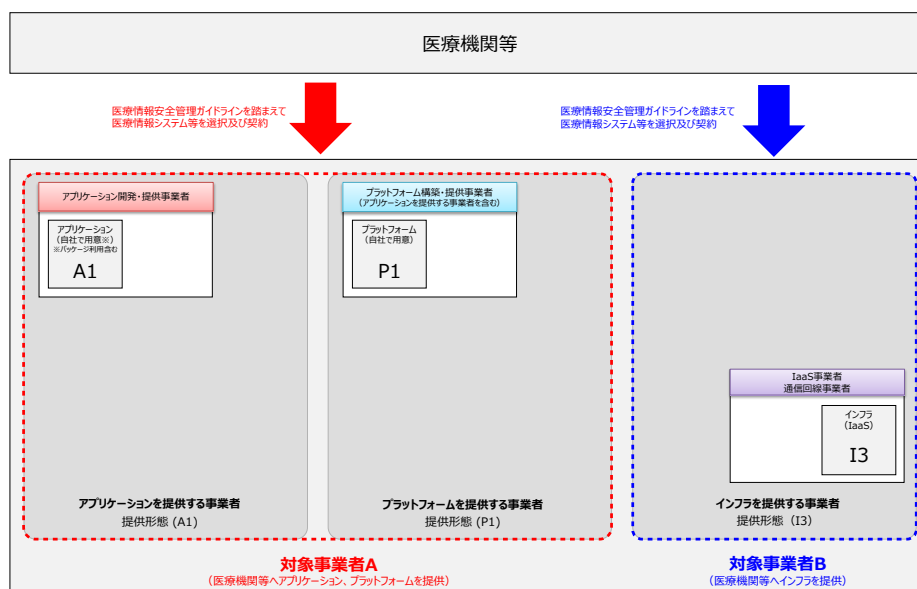 医療機関等
医療情報安全管理ガイドラインを踏まえて
医療情報システム等を選択及び契約
医療情報安全管理ガイドラインを踏まえて
医療情報システム等を選択及び契約
アプリケーション開発・提供事業者
アプリケーション
(自社で用意※)
※パッケージ利用含む
A1
プラットフォーム構築・提供事業者
(アプリケーションを提供する事業者を含む)
プラットフォーム
(自社で用意)
P1
IaaS事業者
通信回線事業者
インフラ
(IaaS)
I3
アプリケーションを提供する事業者
提供形態 (A1)
プラットフォームを提供する事業者
提供形態 (P1)
インフラを提供する事業者
提供形態（I3）
対象事業者A
(医療機関等へアプリケーション、プラットフォームを提供)
対象事業者B
(医療機関等へインフラを提供)